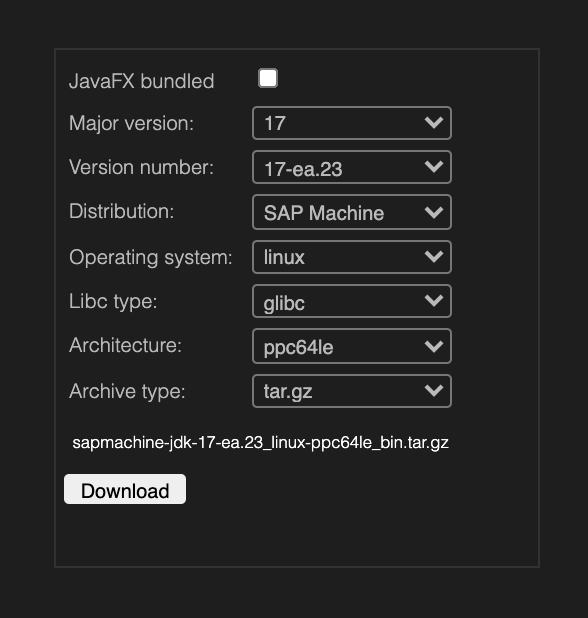 JavaFX bundled
Major version: 17
Version number: 17-ea.23
Distribution: SAP Machine
Operating system: linux
Libc type: glibc
Architecture: ppc64le
Archive type: tar.gz
sapmachine-jdk-17-ea.23_linux-ppc64le_bin.tar.gz
Download